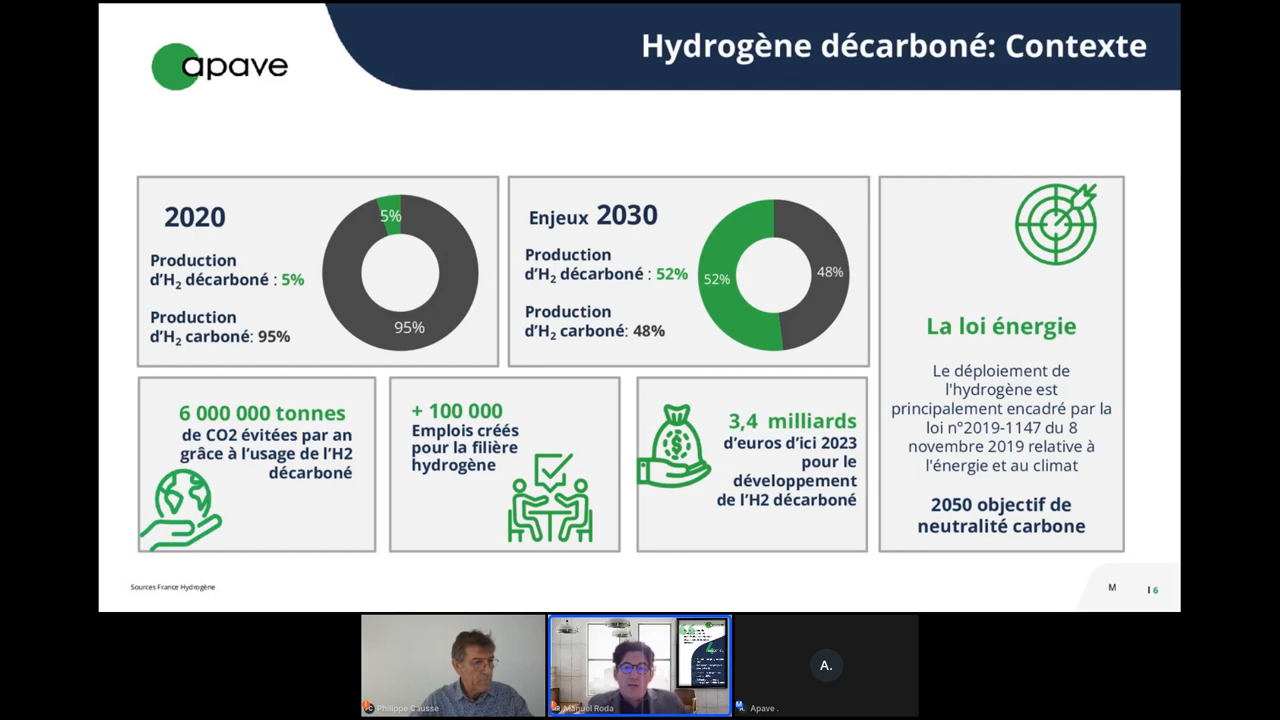 apave
Hydrogène décarboné: Contexte
2020
Production
d'H2 décarboné : 5%
Production
d'H2 carboné: 95%
5%
95%
Enjeux 2030
Production
d'H2 décarboné : 52%
Production
d'H2 carboné: 48%
52%
48%
La loi énergie
Le déploiement de
l'hydrogène est
principalement encadré par la
loi n°2019-1147 du 8
novembre 2019 relative à
l'énergie et au climat
2050 objectif de
neutralité carbone
6 000 000 tonnes
de CO2 évitées par an
grâce à l'usage de l'H2
décarboné
+ 100 000
Emplois créés
pour la filière
hydrogène
3,4 milliards
d'euros d'ici 2023
pour le
développement
de l'H2 décarboné
Sources France Hydrogène
M
I 6
Philippe Causse
Manuel Roda
A.
Apave .